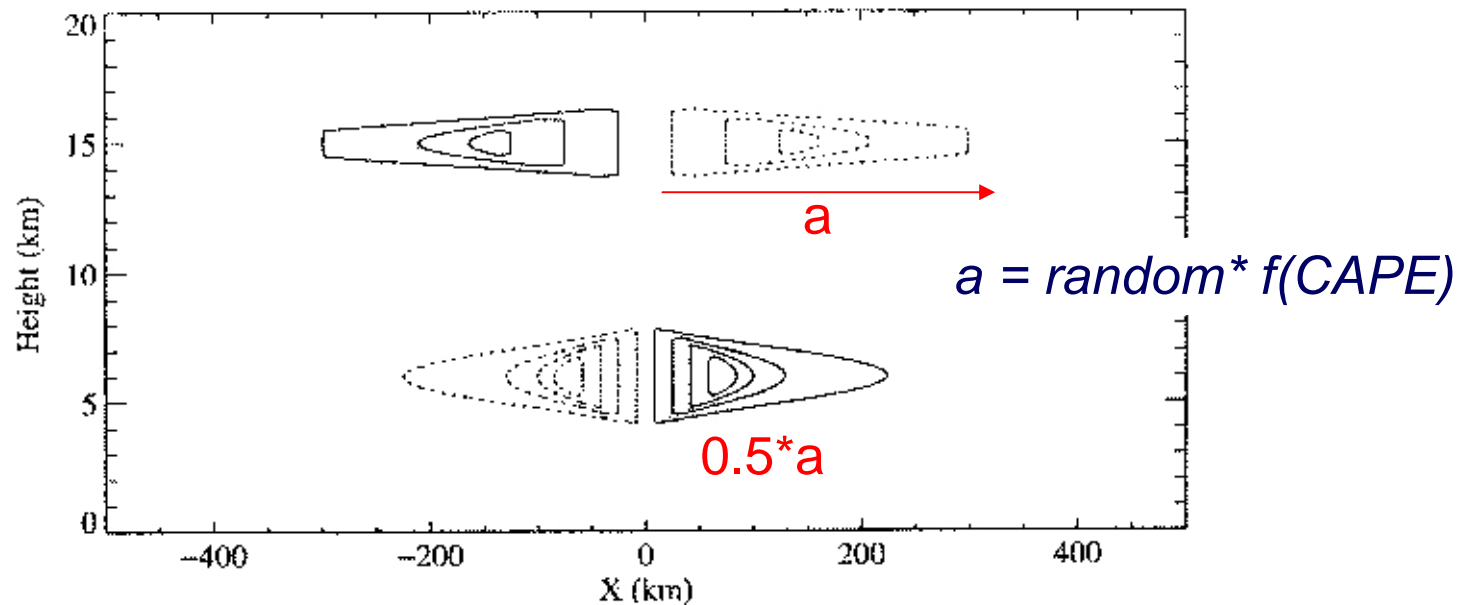 20
15
10
5
0
Height (km)
a
a = random* f(CAPE)
0.5*a
−400 −200 0 200 400
X (km)